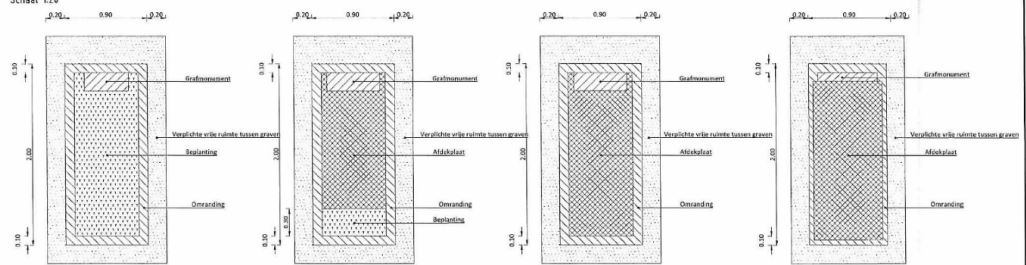 Schaal 1:20
0.20 0.90 0.20
0.10
2.00
0.10
Grafmonument
Verplichte vrije ruimte tussen graven
Beplanting
Omranding
0.20 0.90 0.20
0.10
2.00
0.30
0.10
Grafmonument
Verplichte vrije ruimte tussen graven
Afdekplaat
Omranding
Beplanting
0.20 0.90 0.20
0.10
2.00
0.10
Grafmonument
Verplichte vrije ruimte tussen graven
Afdekplaat
Omranding
0.20 0.90 0.20
0.10
2.00
0.10
Grafmonument
Verplichte vrije ruimte tussen graven
Afdekplaat
Omranding